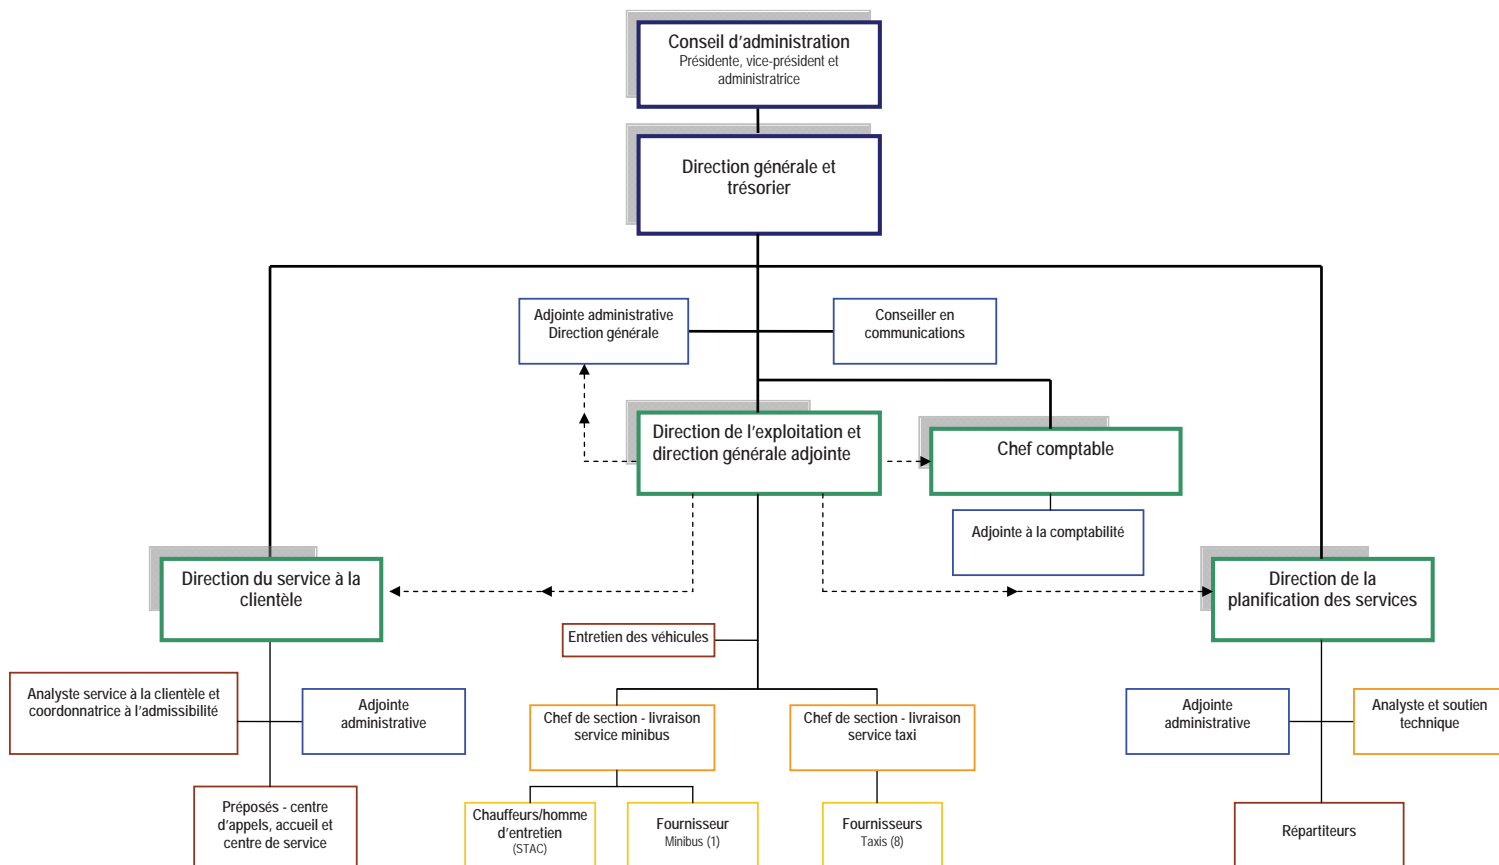 Conseil d'administration
Présidente, vice-président et
administratrice
Direction générale et
trésorier
Adjointe administrative
Direction générale
Conseiller en
communications
Direction de l'exploitation et
direction générale adjointe
Chef comptable
Adjointe à la comptabilité
Direction du service à la
clientèle
Direction de la
planification des services
Entretien des véhicules
Analyste service à la clientèle et
coordonnatrice à l'admissibilité
Adjointe
administrative
Chef de section - livraison
service minibus
Chef de section - livraison
service taxi
Adjointe
administrative
Analyste et soutien
technique
Préposés - centre
d'appels, accueil et
centre de service
Chauffeurs/homme
d'entretien
(STAC)
Fournisseur
Minibus (1)
Fournisseurs
Taxis (8)
Répartiteurs